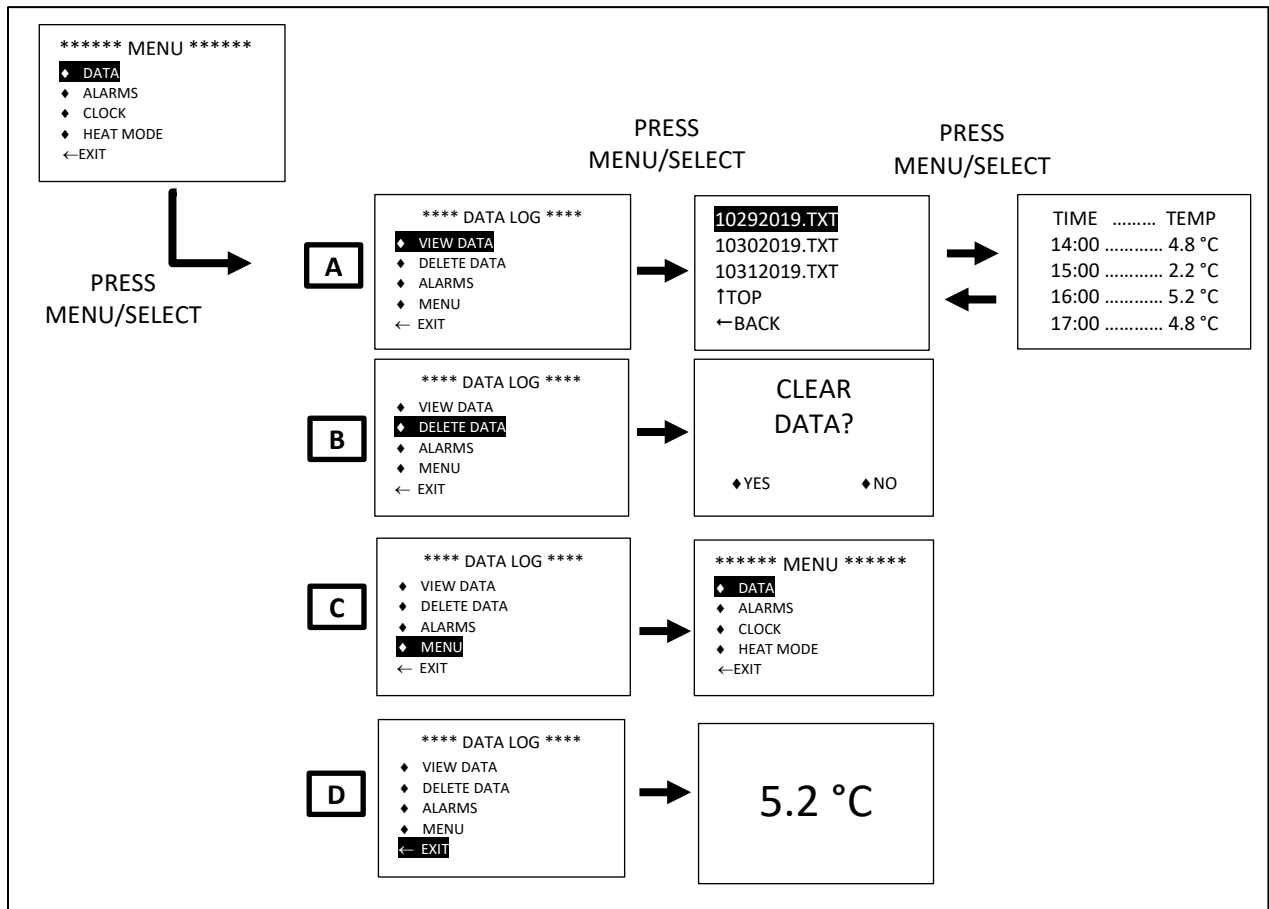 ****** MENU ******
♦ DATA
♦ ALARMS
♦ CLOCK
♦ HEAT MODE
←EXIT
PRESS
MENU/SELECT
PRESS
MENU/SELECT
PRESS
MENU/SELECT
A
**** DATA LOG ****
♦ VIEW DATA
♦ DELETE DATA
♦ ALARMS
♦ MENU
← EXIT
10292019.TXT
10302019.TXT
10312019.TXT
↑TOP
←BACK
TIME ......... TEMP
14:00 ............ 4.8 °C
15:00 ............ 2.2 °C
16:00 ............ 5.2 °C
17:00 ............ 4.8 °C
B
**** DATA LOG ****
♦ VIEW DATA
♦ DELETE DATA
♦ ALARMS
♦ MENU
← EXIT
CLEAR
DATA?
♦YES ♦NO
C
**** DATA LOG ****
♦ VIEW DATA
♦ DELETE DATA
♦ ALARMS
♦ MENU
← EXIT
****** MENU ******
♦ DATA
♦ ALARMS
♦ CLOCK
♦ HEAT MODE
←EXIT
D
**** DATA LOG ****
♦ VIEW DATA
♦ DELETE DATA
♦ ALARMS
♦ MENU
← EXIT
5.2 °C